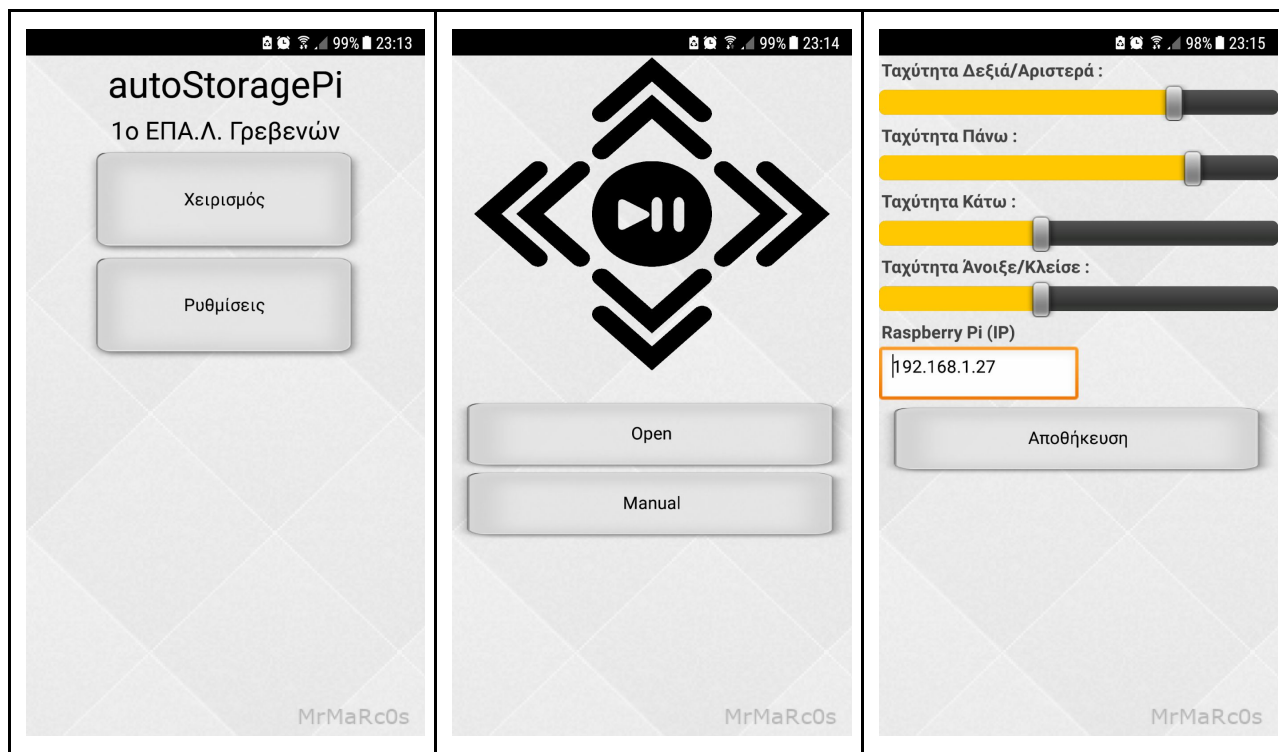 99% 23:13
autoStoragePi
1ο ΕΠΑ.Λ. Γρεβενών
Χειρισμός
Ρυθμίσεις
MrMaRc0s
99% 23:14
Open
Manual
MrMaRc0s
98% 23:15
Ταχύτητα Δεξιά/Αριστερά :
Ταχύτητα Πάνω :
Ταχύτητα Κάτω :
Ταχύτητα Άνοιξε/Κλείσε :
Raspberry Pi (IP)
192.168.1.27
Αποθήκευση
MrMaRc0s